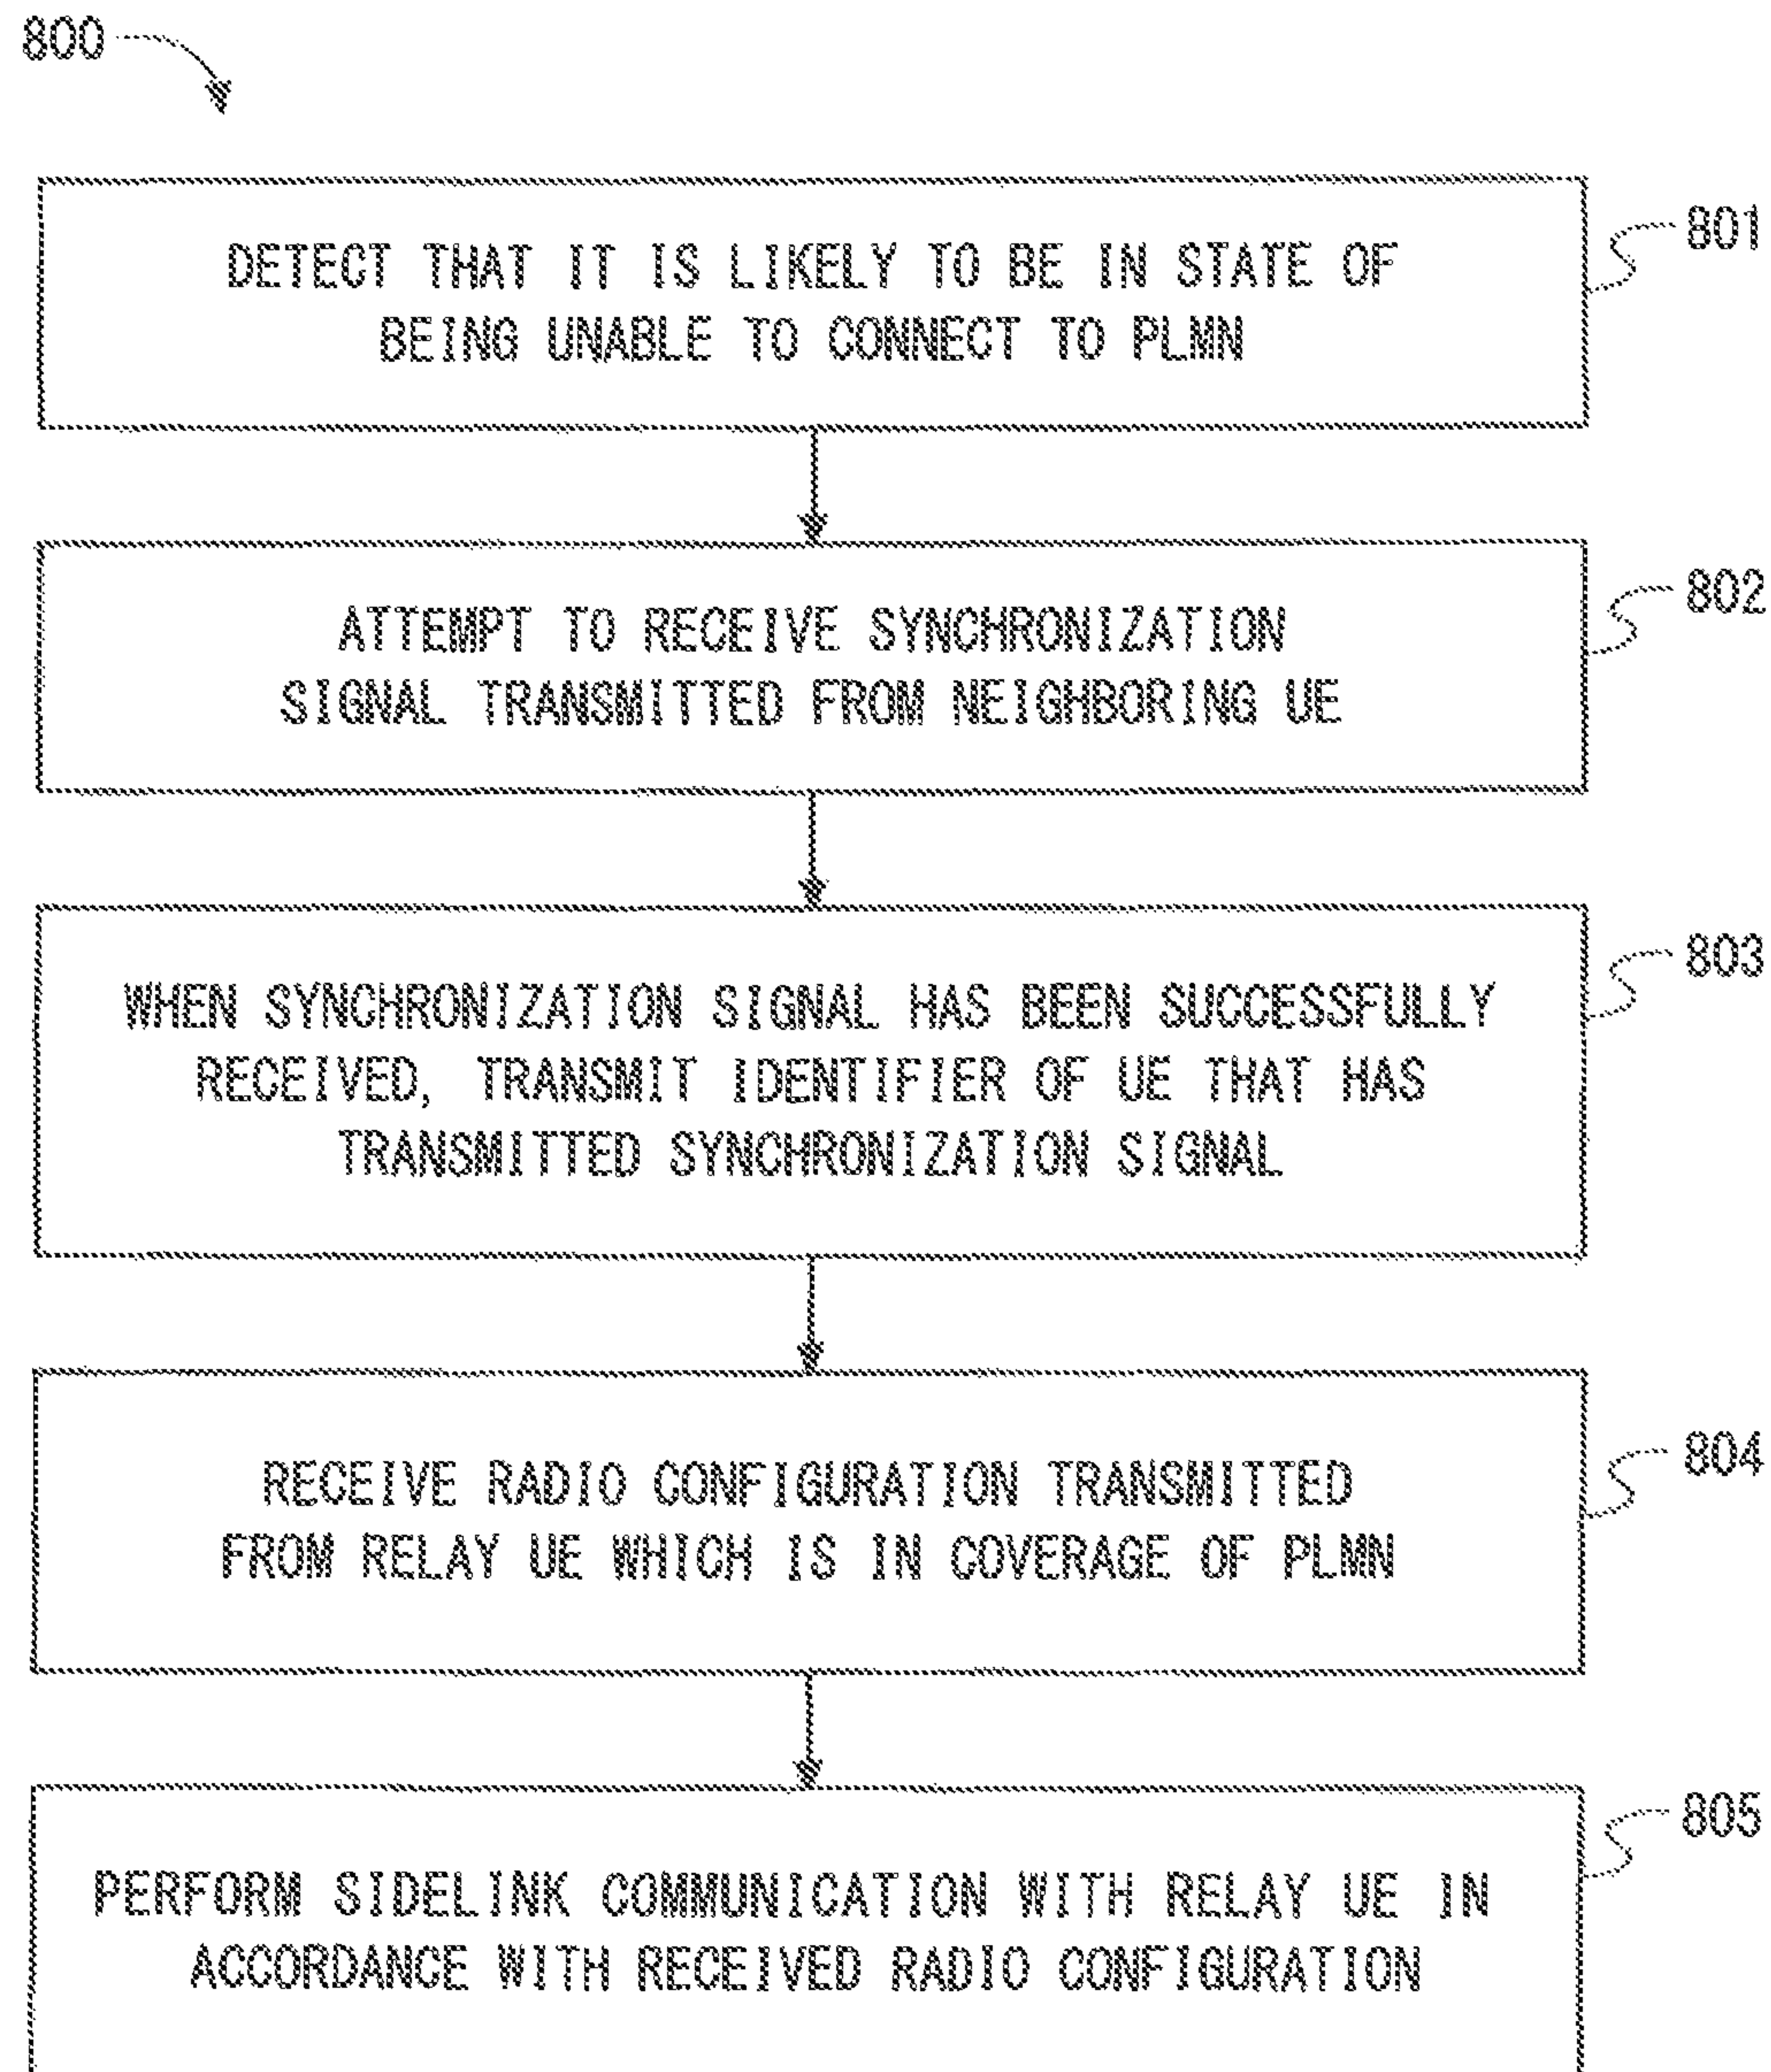 800
DETECT THAT IT IS LIKELY TO BE IN STATE OF
BEING UNABLE TO CONNECT TO PLMN
801
ATTEMPT TO RECEIVE SYNCHRONIZATION
SIGNAL TRANSMITTED FROM NEIGHBORING UE
802
WHEN SYNCHRONIZATION SIGNAL HAS BEEN SUCCESSFULLY
RECEIVED, TRANSMIT IDENTIFIER OF UE THAT HAS
TRANSMITTED SYNCHRONIZATION SIGNAL
803
RECEIVE RADIO CONFIGURATION TRANSMITTED
FROM RELAY UE WHICH IS IN COVERAGE OF PLMN
804
PERFORM SIDELINK COMMUNICATION WITH RELAY UE IN
ACCORDANCE WITH RECEIVED RADIO CONFIGURATION
805